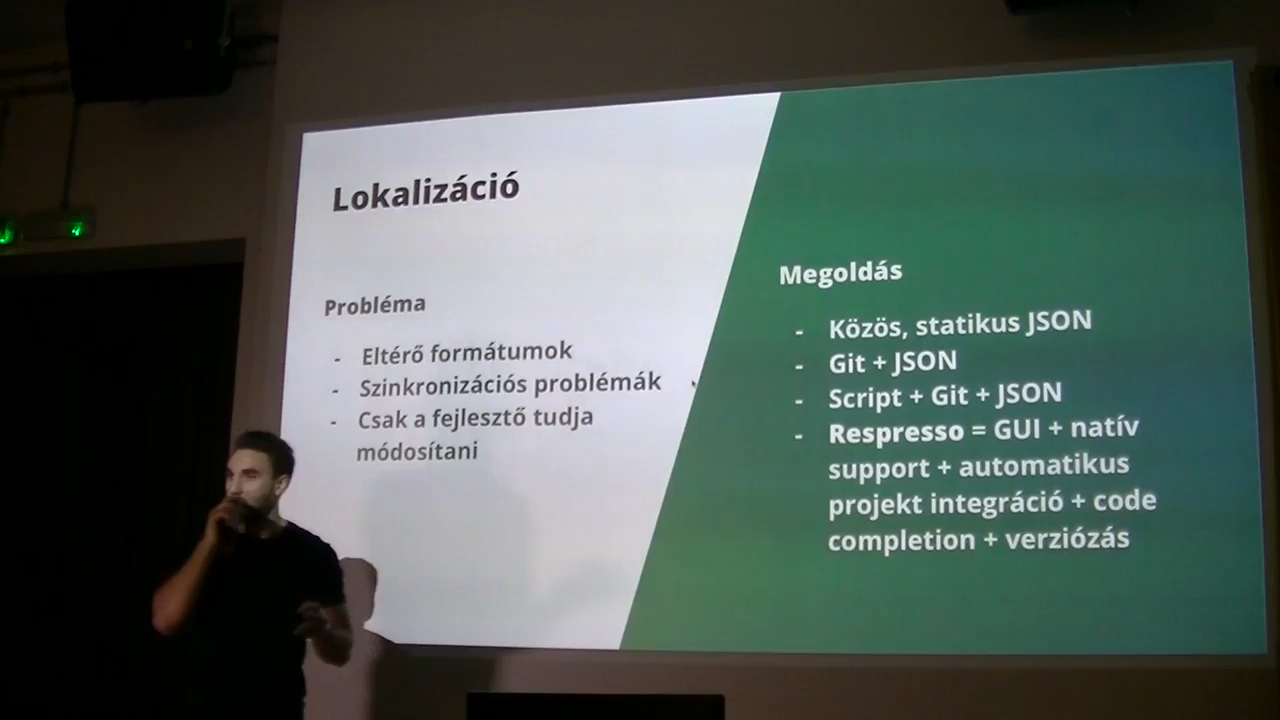 Lokalizáció
Probléma
- Eltérő formátumok
- Szinkronizációs problémák
- Csak a fejlesztő tudja
módosítani
Megoldás
- Közös, statikus JSON
- Git + JSON
- Script + Git + JSON
- Respresso = GUI + natív
support + automatikus
projekt integráció + code
completion + verziózás